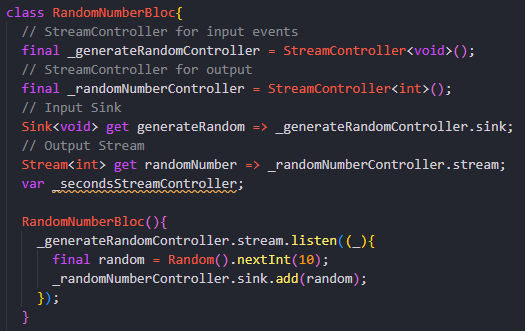 class RandomNumberBloc{
  // StreamController for input events
  final _generateRandomController = StreamController<void>();
  // StreamController for output
  final _randomNumberController = StreamController<int>();
  // Input Sink
  Sink<void> get generateRandom => _generateRandomController.sink;
  // Output Stream
  Stream<int> get randomNumber => _randomNumberController.stream;
  var _secondsStreamController;

  RandomNumberBloc(){
    _generateRandomController.stream.listen((_){
      final random = Random().nextInt(10);
      _randomNumberController.sink.add(random);
    });
  }